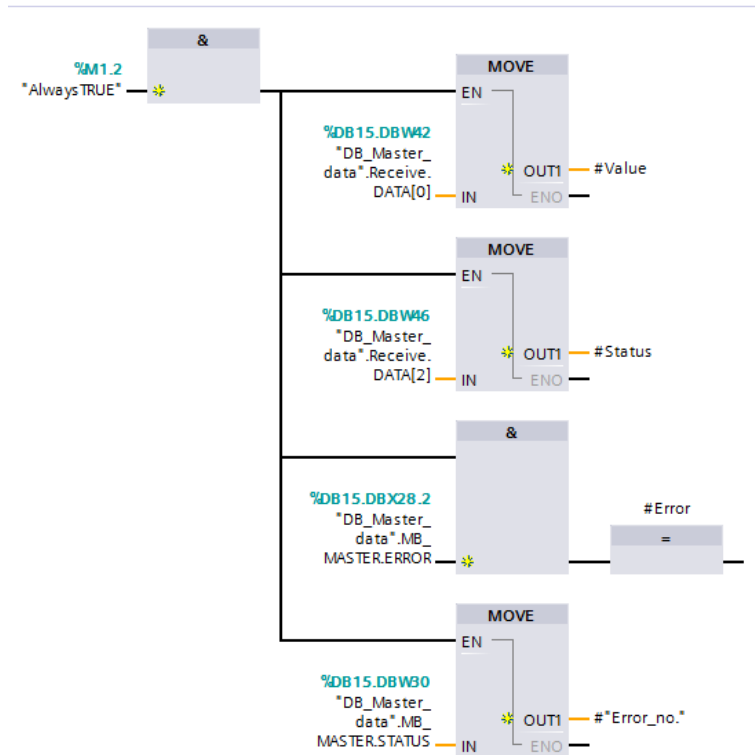 &
%M1.2
"AlwaysTRUE"
MOVE
EN
%DB15.DBW42
"DB_Master_
data".Receive.
DATA[0]
IN
OUT1
#Value
ENO
MOVE
EN
%DB15.DBW46
"DB_Master_
data".Receive.
DATA[2]
IN
OUT1
#Status
ENO
&
%DB15.DBX28.2
"DB_Master_
data".MB_
MASTER.ERROR
#Error
=
MOVE
EN
%DB15.DBW30
"DB_Master_
data".MB_
MASTER.STATUS
IN
OUT1
#"Error_no."
ENO